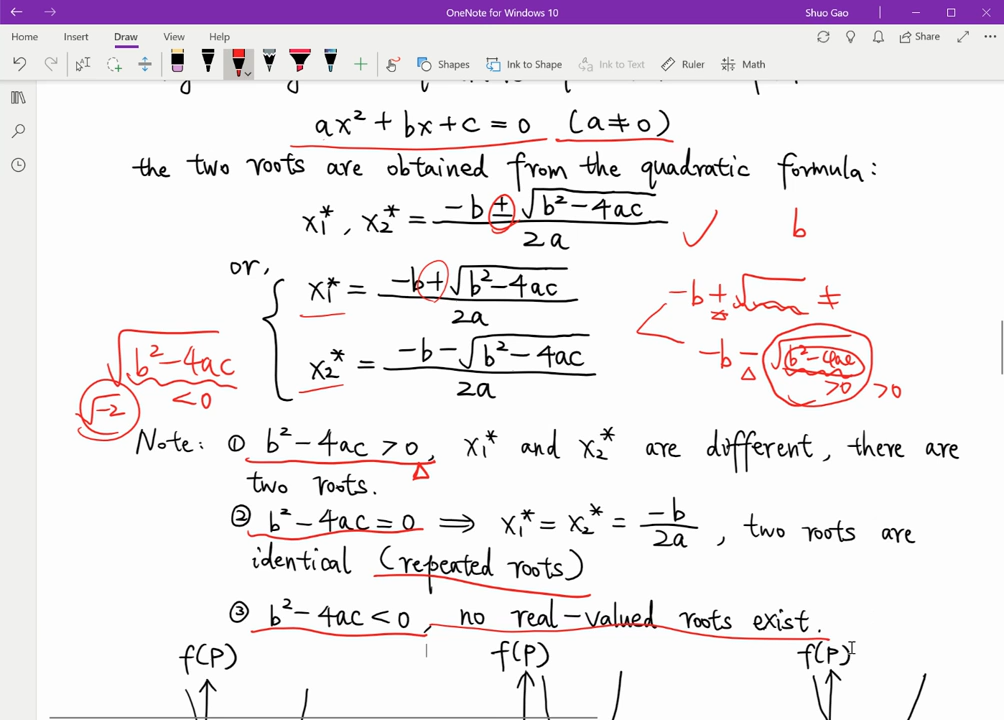 OneNote for Windows 10
Shuo Gao
Home Insert Draw View Help
Share
Shapes Ink to Shape Ink to Text Ruler Math
ax² + bx + c = 0 (a ≠ 0)
the two roots are obtained from the quadratic formula:
x₁*, x₂* = (-b ± √(b² - 4ac)) / 2a ✓ b
or, { x₁* = (-b + √(b² - 4ac)) / 2a
-b + √ ≠
x₂* = (-b - √(b² - 4ac)) / 2a
-b - √(b² - 4ac) >0 >0
√(b² - 4ac) <0
√-2
Note: ① b² - 4ac > 0, x₁* and x₂* are different, there are
two roots.
② b² - 4ac = 0 ⟹ x₁* = x₂* = -b / 2a, two roots are
identical (repeated roots)
③ b² - 4ac < 0, no real-valued roots exist.
f(P) f(P) f(P)